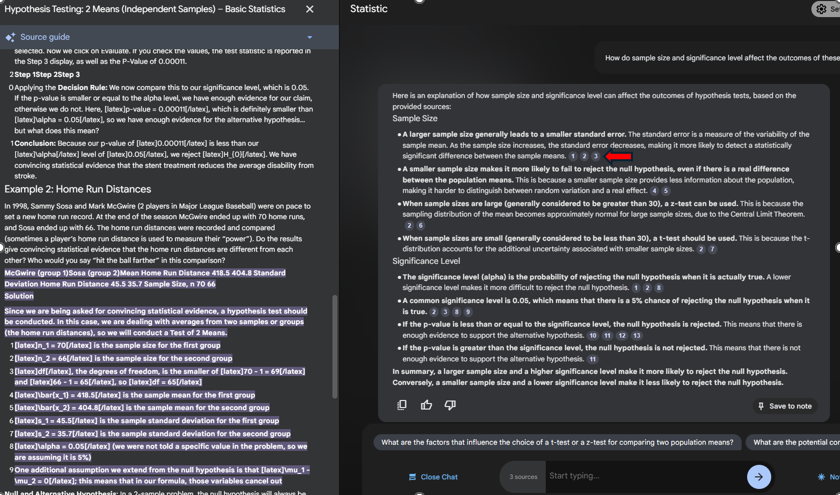 Hypothesis Testing: 2 Means (Independent Samples) – Basic Statistics
Source guide
selected. Now we click on Evaluate. If you check the values, the test statistic is reported in
the Step 3 display, as well as the P-Value of 0.00011.
2 Step 1Step 2Step3
0 Applying the Decision Rule: We now compare this to our significance level, which is 0.05.
If the p-value is smaller or equal to the alpha level, we have enough evidence for our claim,
otherwise we do not. Here, [latex]p-value = 0.00011[/latex], which is definitely smaller than
[latex]\alpha = 0.05[/latex], so we have enough evidence for the alternative hypothesis...
but what does this mean?
1 Conclusion: Because our p-value of [latex]0.00011[/latex] is less than our
[latex]\alpha[/latex] level of [latex]0.05[/latex], we reject [latex]H_{0}[/latex]. We have
convincing statistical evidence that the stent treatment reduces the average disability from
stroke.
Example 2: Home Run Distances
In 1998, Sammy Sosa and Mark McGwire (2 players in Major League Baseball) were on pace to
set a new home run record. At the end of the season McGwire ended up with 70 home runs,
and Sosa ended up with 66. The home run distances were recorded and compared
(sometimes a player's home run distance is used to measure their "power"). Do the results
give convincing statistical evidence that the home run distances are different from each
other? Who would you say "hit the ball farther" in this comparison?
McGwire (group 1)Sosa (group 2)Mean Home Run Distance 418.5 404.8 Standard
Deviation Home Run Distance 45.5 35.7 Sample Size, n 70 66
Solution
Since we are being asked for convincing statistical evidence, a hypothesis test should
be conducted. In this case, we are dealing with averages from two samples or groups
(the home run distances), so we will conduct a Test of 2 Means.
1 [latex]n_1 = 70[/latex] is the sample size for the first group
2 [latex]n_2 = 66[/latex] is the sample size for the second group
3 [latex]df[/latex], the degrees of freedom, is the smaller of [latex]70 - 1 = 69[/latex]
and [latex]66 - 1 = 65[/latex], so [latex]df = 65[/latex]
4 [latex]\bar{x_1} = 418.5[/latex] is the sample mean for the first group
5 [latex]\bar{x_2} = 404.8[/latex] is the sample mean for the second group
6 [latex]s_1 = 45.5[/latex] is the sample standard deviation for the first group
7 [latex]s_2 = 35.7[/latex] is the sample standard deviation for the second group
8 [latex]\alpha = 0.05[/latex] (we were not told a specific value in the problem, so we
are assuming it is 5%)
9 One additional assumption we extend from the null hypothesis is that [latex]\mu_1 -
\mu_2 = 0[/latex]; this means that in our formula, those variables cancel out
Null and Alternative Hypothesis: In a 2-sample problem, the null hypothesis will always be
Statistic
How do sample size and significance level affect the outcomes of these
Here is an explanation of how sample size and significance level can affect the outcomes of hypothesis tests, based on the
provided sources:
Sample Size
• A larger sample size generally leads to a smaller standard error. The standard error is a measure of the variability of the
sample mean. As the sample size increases, the standard error decreases, making it more likely to detect a statistically
significant difference between the sample means. 1 2 3
• A smaller sample size makes it more likely to fail to reject the null hypothesis, even if there is a real difference
between the population means. This is because a smaller sample size provides less information about the population,
making it harder to distinguish between random variation and a real effect. 4 5
• When sample sizes are large (generally considered to be greater than 30), a z-test can be used. This is because the
sampling distribution of the mean becomes approximately normal for large sample sizes, due to the Central Limit Theorem.
2 6
• When sample sizes are small (generally considered to be less than 30), a t-test should be used. This is because the t-
distribution accounts for the additional uncertainty associated with smaller sample sizes. 2 7
Significance Level
• The significance level (alpha) is the probability of rejecting the null hypothesis when it is actually true. A lower
significance level makes it more difficult to reject the null hypothesis. 1 2 8
• A common significance level is 0.05, which means that there is a 5% chance of rejecting the null hypothesis when it
is true. 2 3 8 9
• If the p-value is less than or equal to the significance level, the null hypothesis is rejected. This means that there is
enough evidence to support the alternative hypothesis. 10 11 12 13
• If the p-value is greater than the significance level, the null hypothesis is not rejected. This means that there is not
enough evidence to support the alternative hypothesis. 11
In summary, a larger sample size and a higher significance level make it more likely to reject the null hypothesis.
Conversely, a smaller sample size and a lower significance level make it less likely to reject the null hypothesis.
Save to note
What are the factors that influence the choice of a t-test or a z-test for comparing two population means?
What are the potential con
Close Chat
3 sources
Start typing...
No